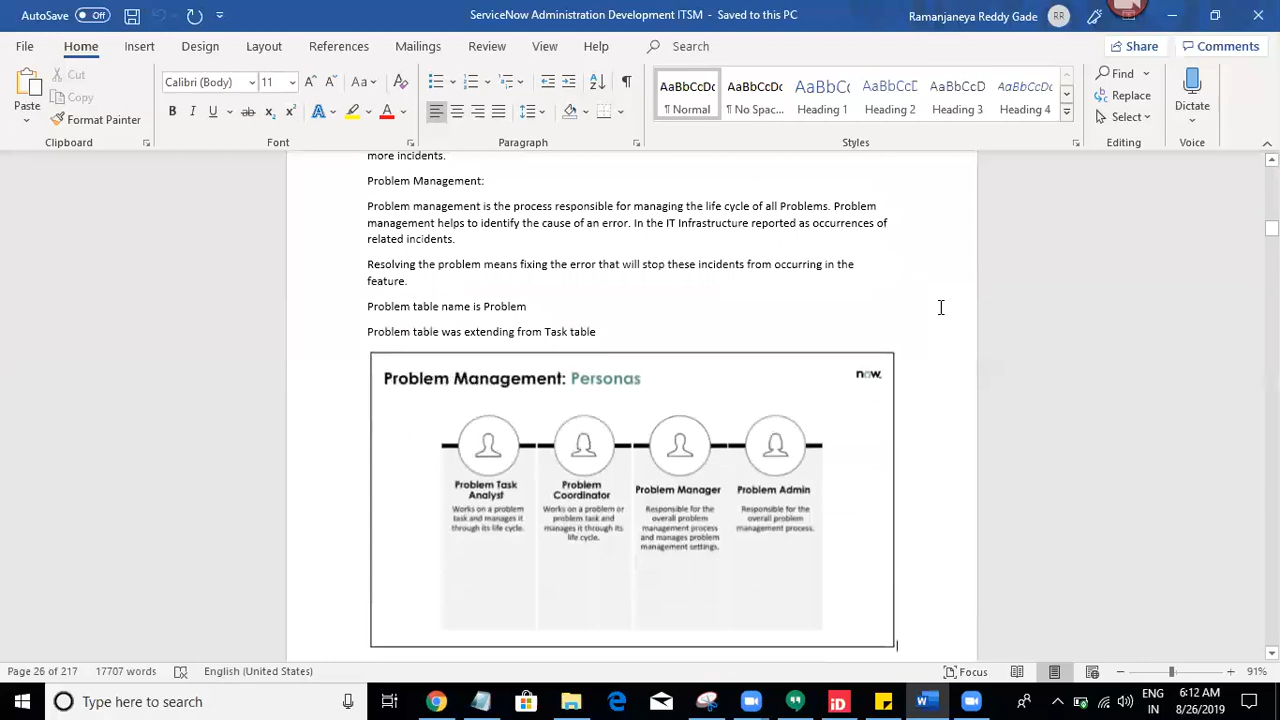 AutoSave Off
ServiceNow Administration Development ITSM - Saved to this PC
Ramanjaneya Reddy Gade RR
File Home Insert Design Layout References Mailings Review View Help Search Share Comments
Paste
Cut
Copy
Format Painter
Clipboard
Calibri (Body) 11
Font
Paragraph
AaBbCcDc AaBbCcDc AaBbCc AaBbCcD AaBbCcD AaBbCcDc
¶ Normal ¶ No Spac... Heading 1 Heading 2 Heading 3 Heading 4
Styles
Find
Replace
Select
Editing
Dictate
Voice
more incidents.
Problem Management:
Problem management is the process responsible for managing the life cycle of all Problems. Problem
management helps to identify the cause of an error. In the IT Infrastructure reported as occurrences of
related incidents.
Resolving the problem means fixing the error that will stop these incidents from occurring in the
feature.
Problem table name is Problem
Problem table was extending from Task table
Problem Management: Personas
now.
Problem Task
Analyst
Works on a problem
task and manages it
through its life cycle.
Problem
Coordinator
Works on a problem or
problem task and
manages it through its
life cycle.
Problem Manager
Responsible for the
overall problem
management process
and manages problem
management settings.
Problem Admin
Responsible for the
overall problem
management process.
Page 26 of 217 17707 words English (United States) Focus 91%
Type here to search
ENG
IN
6:12 AM
8/26/2019